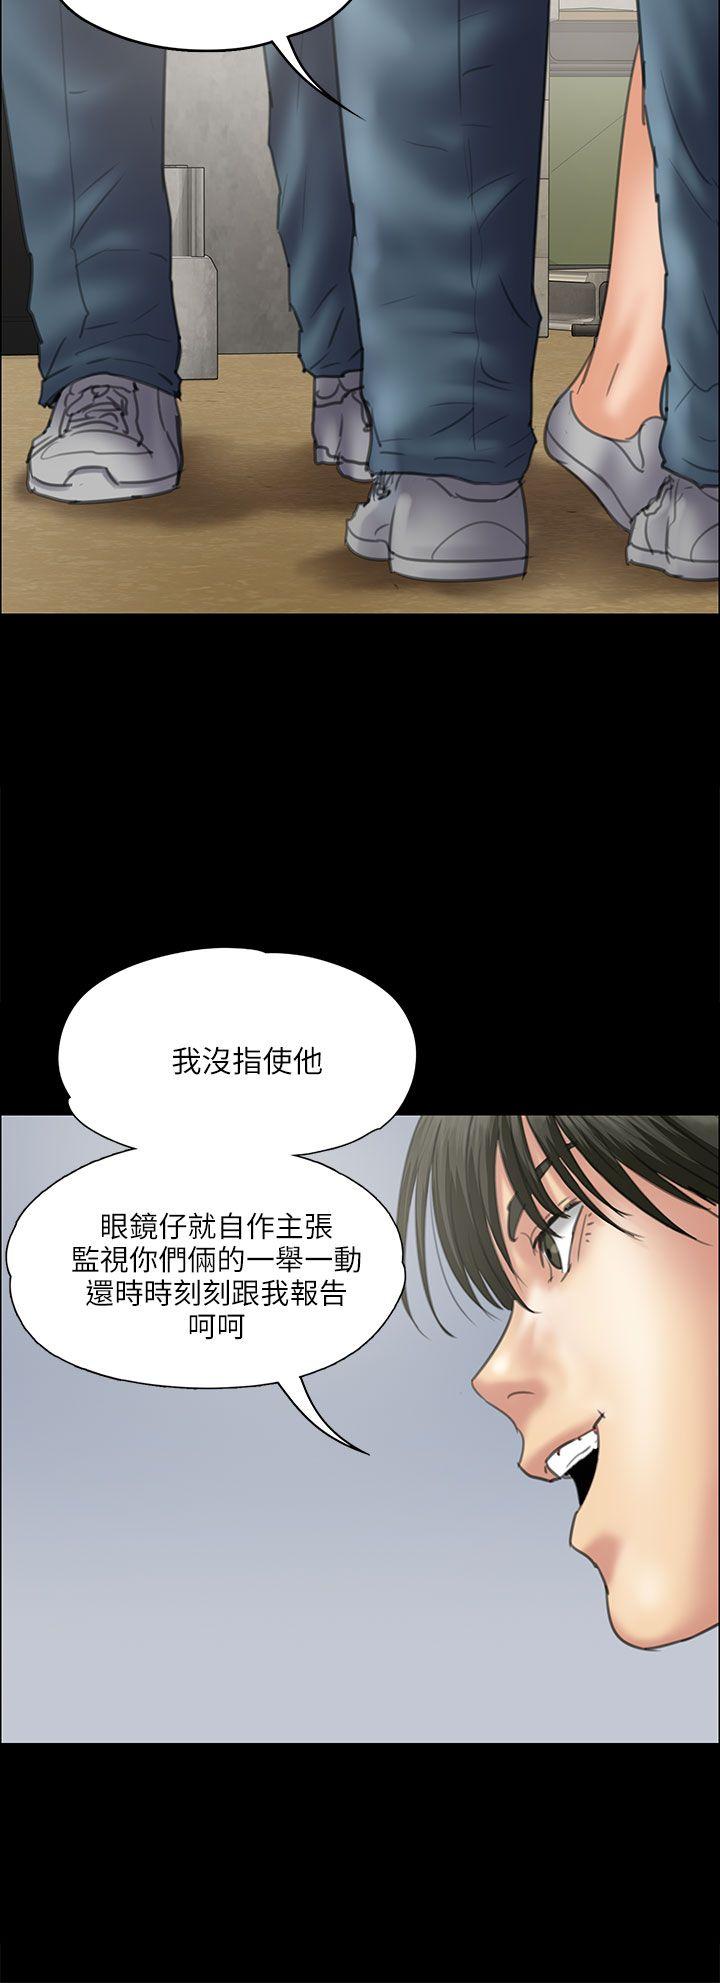 我沒指使他
眼鏡仔就自作主張
監視你們倆的一舉一動
還時時刻刻跟我報告
呵呵